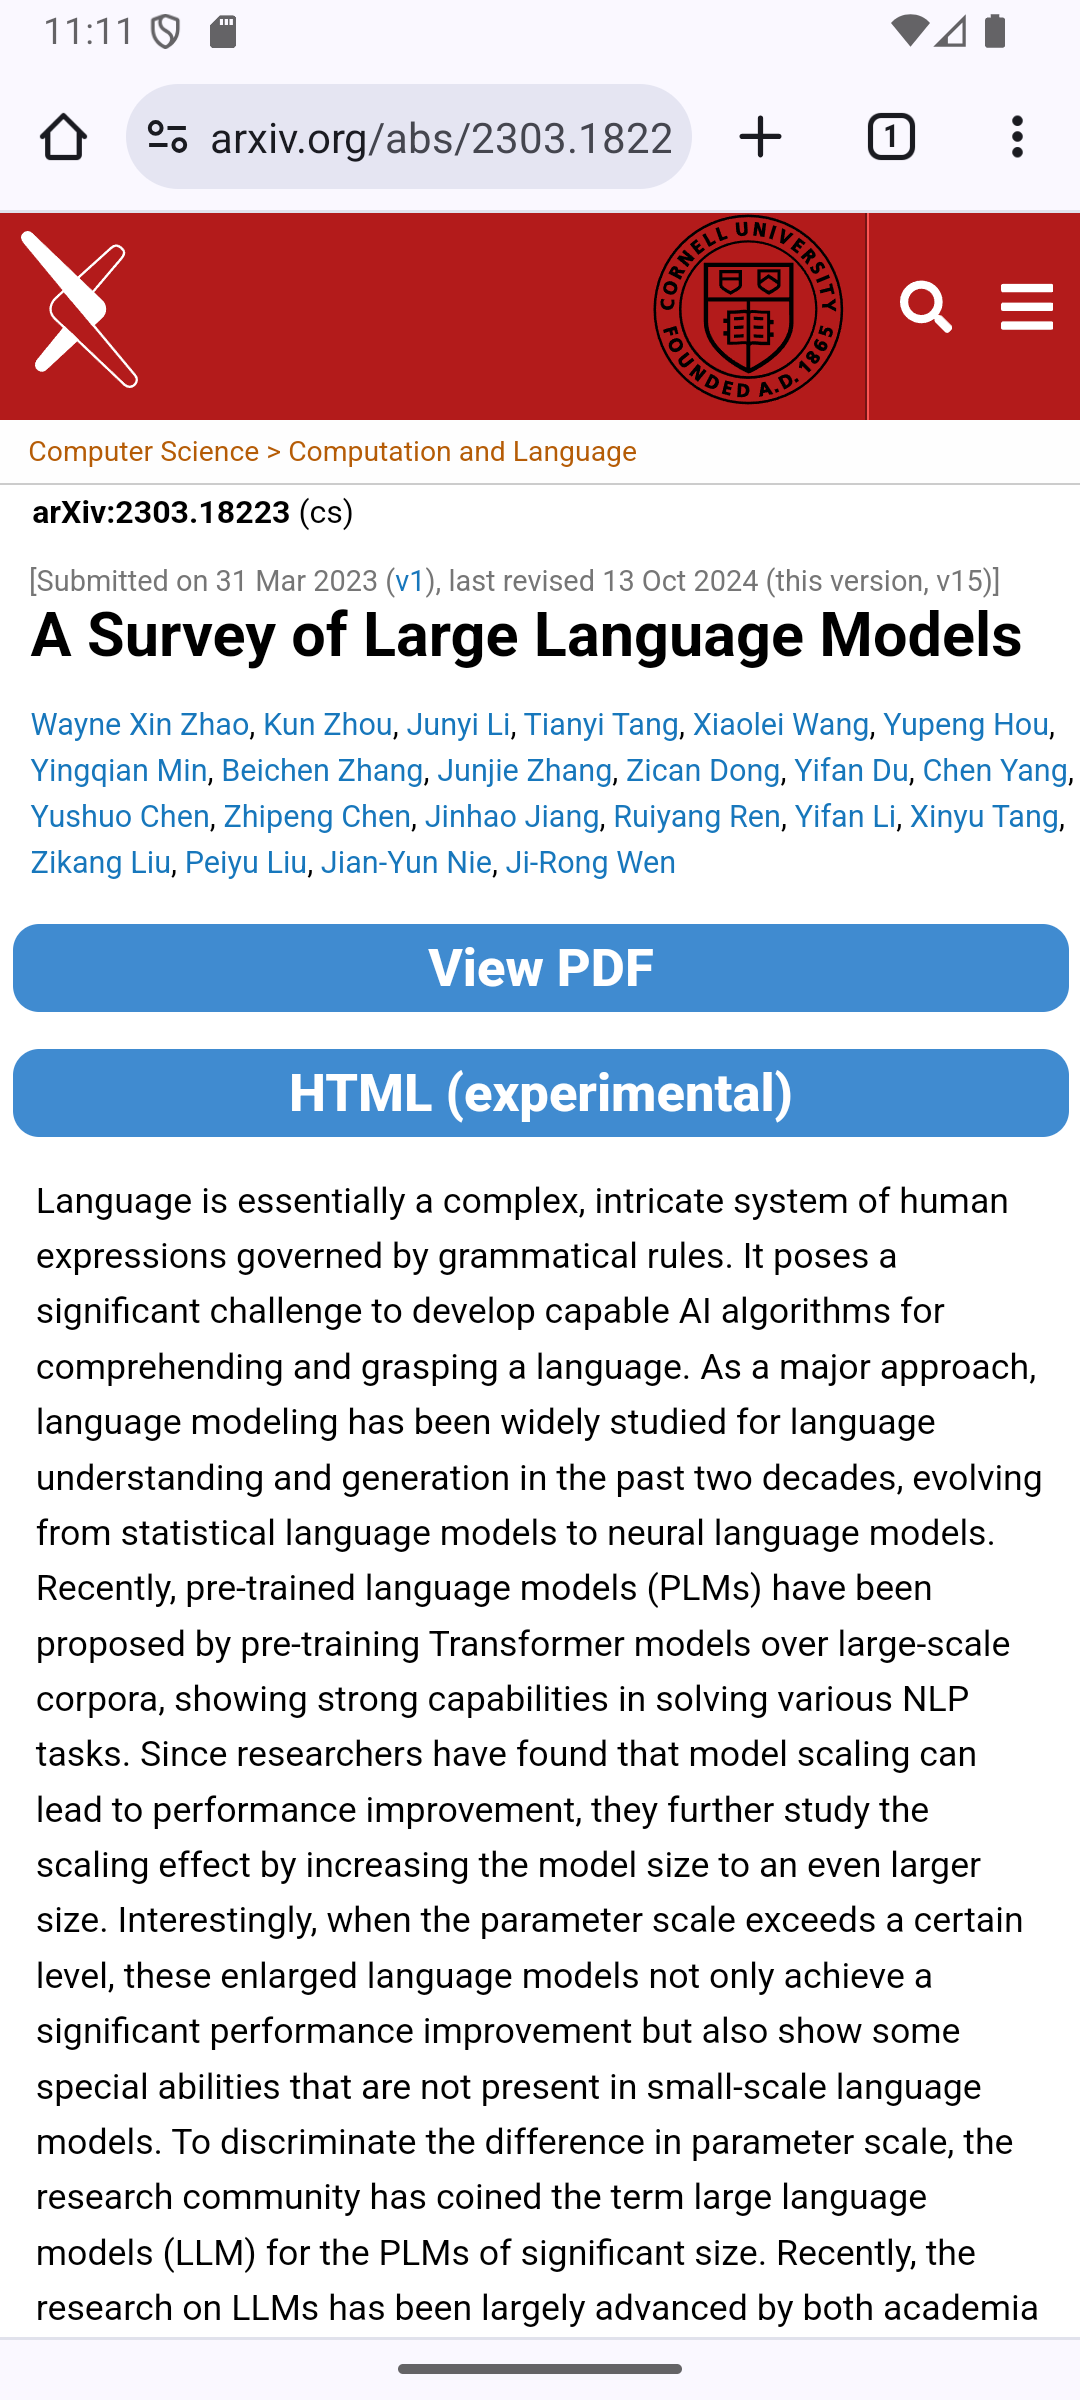 11:11
arxiv.org/abs/2303.1822
1
CORNELL UNIVERSITY
FOUNDED A.D. 1865
Computer Science > Computation and Language
arXiv:2303.18223 (cs)
[Submitted on 31 Mar 2023 (v1), last revised 13 Oct 2024 (this version, v15)]
A Survey of Large Language Models
Wayne Xin Zhao, Kun Zhou, Junyi Li, Tianyi Tang, Xiaolei Wang, Yupeng Hou,
Yingqian Min, Beichen Zhang, Junjie Zhang, Zican Dong, Yifan Du, Chen Yang,
Yushuo Chen, Zhipeng Chen, Jinhao Jiang, Ruiyang Ren, Yifan Li, Xinyu Tang,
Zikang Liu, Peiyu Liu, Jian-Yun Nie, Ji-Rong Wen
View PDF
HTML (experimental)
Language is essentially a complex, intricate system of human
expressions governed by grammatical rules. It poses a
significant challenge to develop capable AI algorithms for
comprehending and grasping a language. As a major approach,
language modeling has been widely studied for language
understanding and generation in the past two decades, evolving
from statistical language models to neural language models.
Recently, pre-trained language models (PLMs) have been
proposed by pre-training Transformer models over large-scale
corpora, showing strong capabilities in solving various NLP
tasks. Since researchers have found that model scaling can
lead to performance improvement, they further study the
scaling effect by increasing the model size to an even larger
size. Interestingly, when the parameter scale exceeds a certain
level, these enlarged language models not only achieve a
significant performance improvement but also show some
special abilities that are not present in small-scale language
models. To discriminate the difference in parameter scale, the
research community has coined the term large language
models (LLM) for the PLMs of significant size. Recently, the
research on LLMs has been largely advanced by both academia